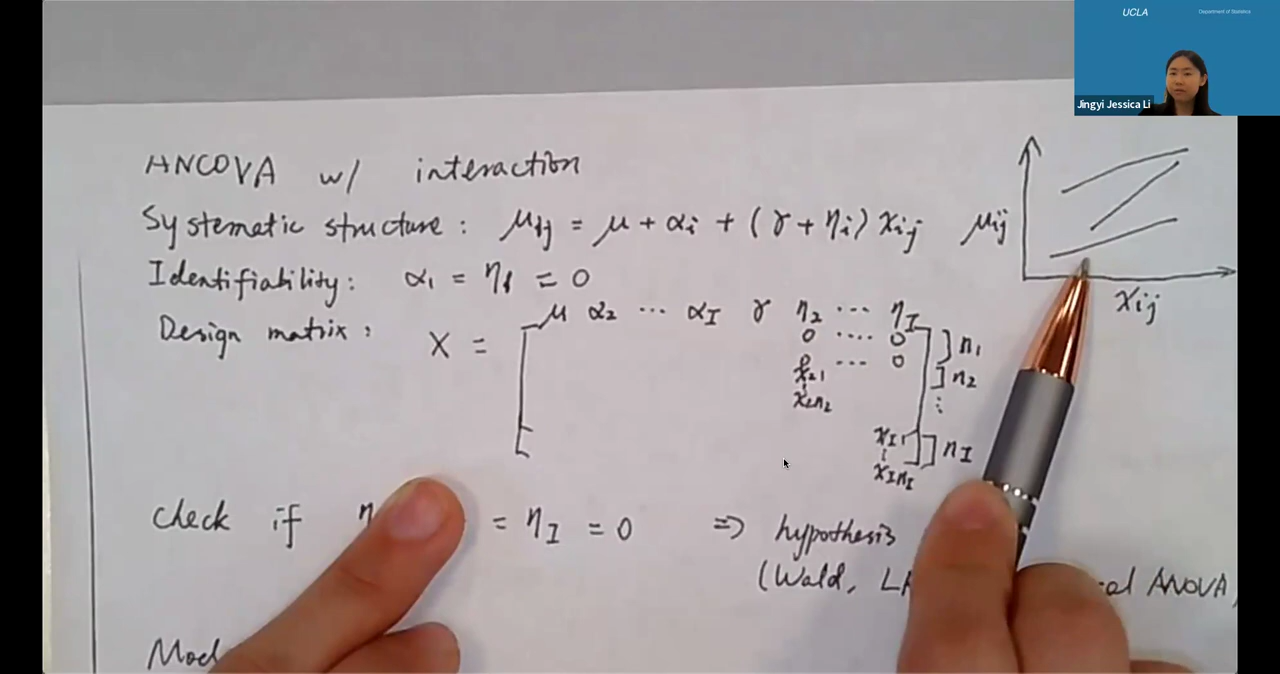 UCLA Department of Statistics
Jingyi Jessica Li
ANCOVA w/ interaction
Systematic structure: μij = μ + αi + (γ + ηi) xij
μij
xij
Identifiability: α1 = η1 = 0
Design matrix:
μ α2 ... αI γ η2 ... ηI
X =
0 .... 0 ] n1
0 ... 0
x21 ] n2
⋮ ⋮
x2n2
xI1
⋮ ] nI
xInI
check if = ηI = 0 => hypothesis
(Wald, ANOVA,